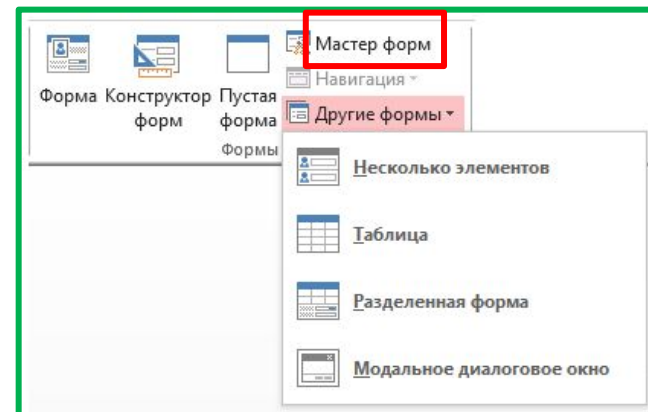 Мастер форм
Навигация
Форма Конструктор форм Пустая форма
Другие формы
Формы
Несколько элементов
Таблица
Разделенная форма
Модальное диалоговое окно